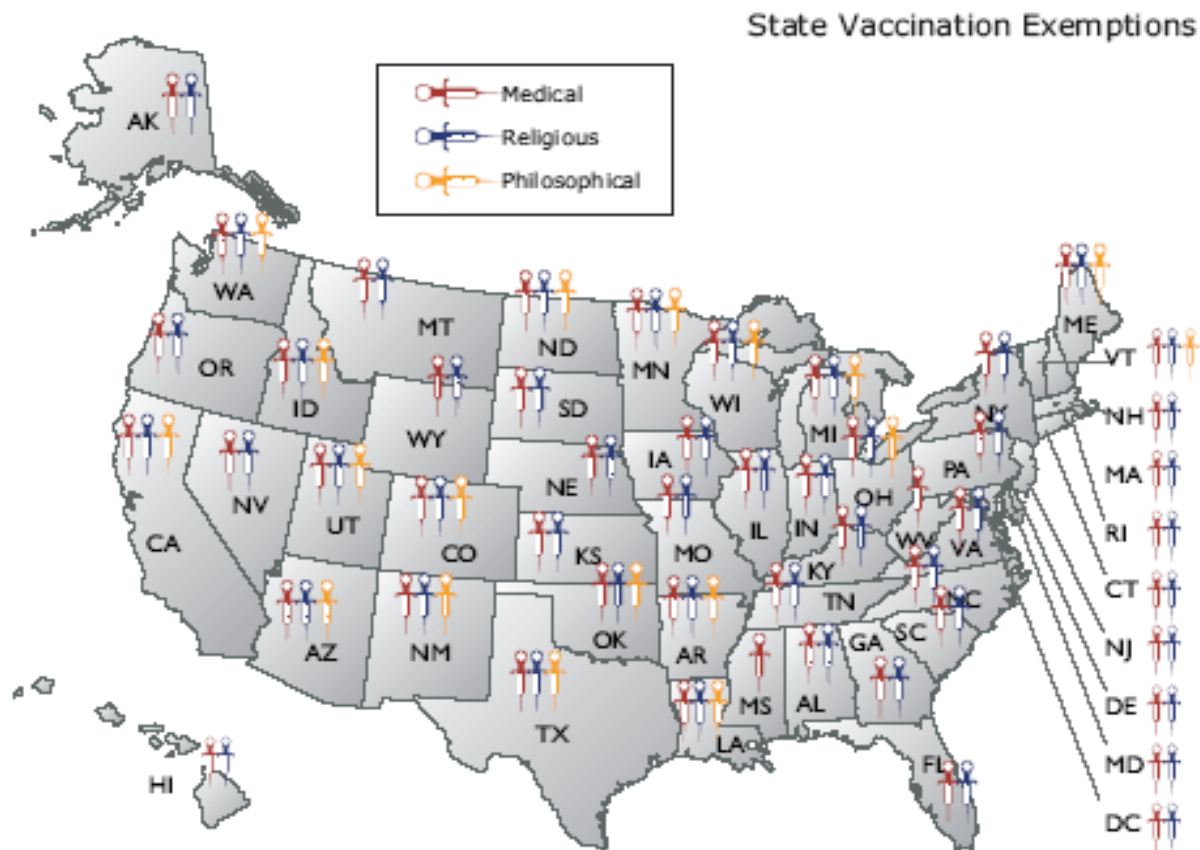 State Vaccination Exemptions
Medical
Religious
Philosophical
AK
WA
MT
ND
MN
ME
VT
OR
ID
SD
WI
MI
NY
NH
WY
IA
PA
MA
NV
NE
IL
IN
OH
UT
CO
KS
MO
WV
VA
RI
CA
KY
CT
TN
NC
AZ
NM
OK
AR
SC
GA
NJ
TX
MS
AL
DE
LA
FL
MD
HI
DC